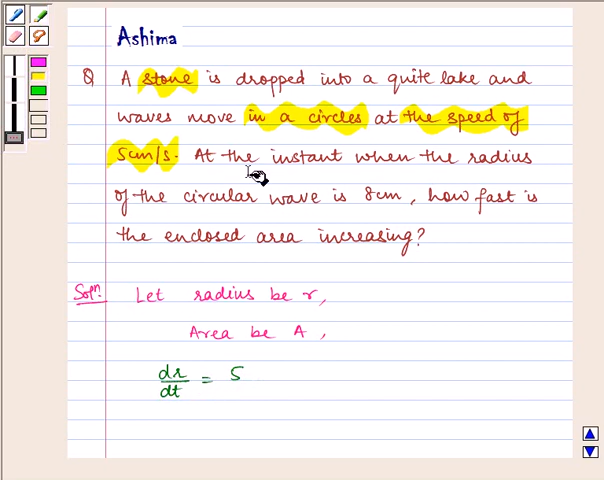 Ashima
Q A stone is dropped into a quite lake and
waves move in a circles at the speed of
5cm/s. At the instant when the radius
of the circular wave is 8cm, how fast is
the enclosed area increasing?
Solⁿ. Let radius be r,
Area be A,
dr/dt = 5